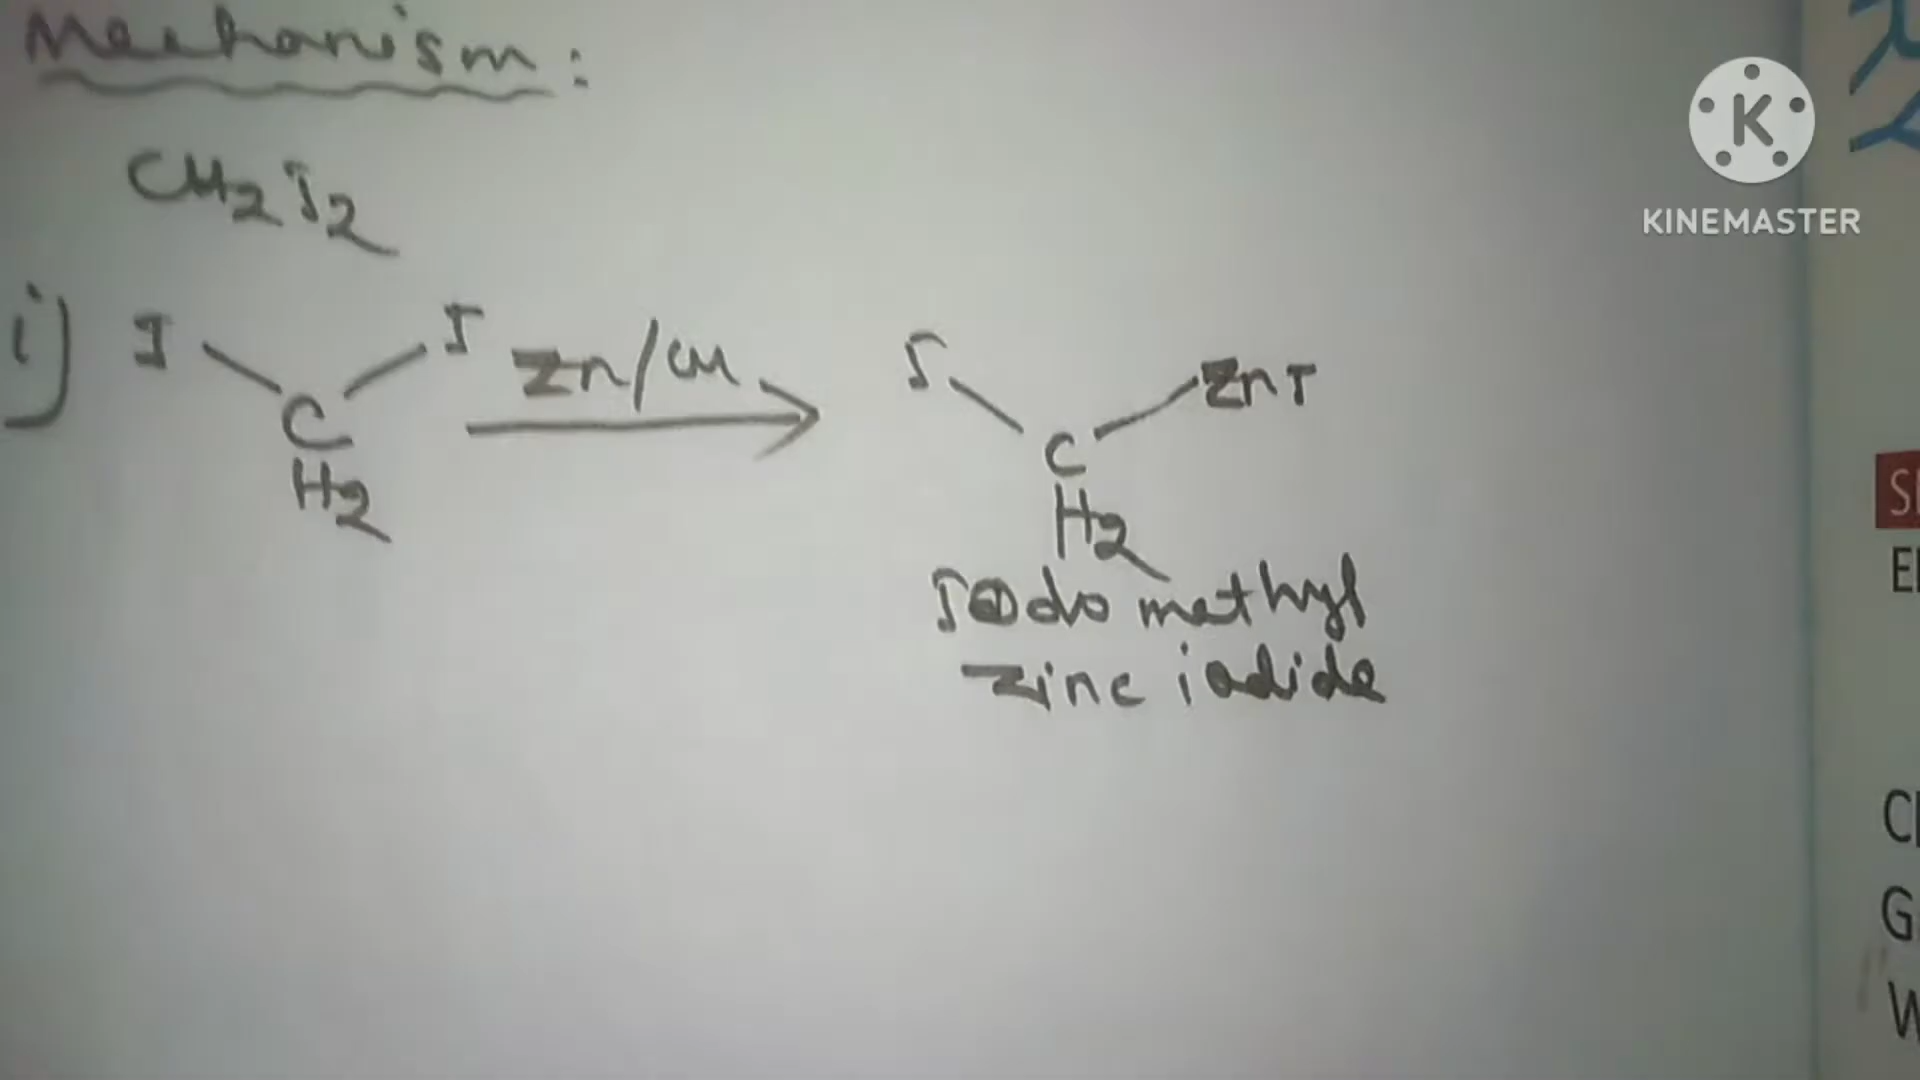 Mechanism:
CH2I2
i) I I Zn/Cu I ZnI
C C
H2 H2
Iodo methyl
zinc iodide
K
KINEMASTER